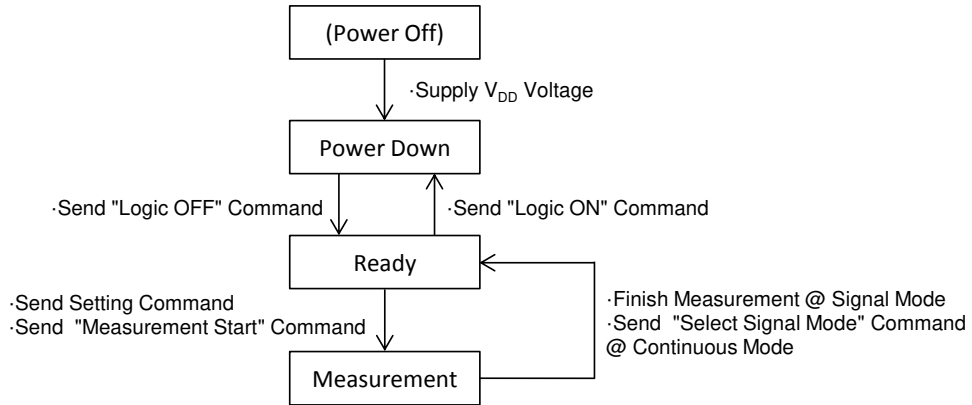 (Power Off)
·Supply VDD Voltage
Power Down
·Send "Logic OFF" Command
·Send "Logic ON" Command
Ready
·Send Setting Command
·Send "Measurement Start" Command
·Finish Measurement @ Signal Mode
·Send "Select Signal Mode" Command
@ Continuous Mode
Measurement